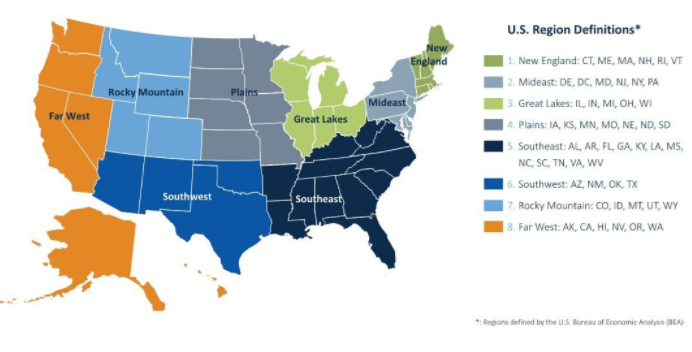 New
England
Rocky Mountain
Plains
Mideast
Far West
Great Lakes
Southwest
Southeast
U.S. Region Definitions*
1. New England: CT, ME, MA, NH, RI, VT
2. Mideast: DE, DC, MD, NJ, NY, PA
3. Great Lakes: IL, IN, MI, OH, WI
4. Plains: IA, KS, MN, MO, NE, ND, SD
5. Southeast: AL, AR, FL, GA, KY, LA, MS,
NC, SC, TN, VA, WV
6. Southwest: AZ, NM, OK, TX
7. Rocky Mountain: CO, ID, MT, UT, WY
8. Far West: AK, CA, HI, NV, OR, WA
*: Regions defined by the U.S. Bureau of Economic Analysis (BEA)